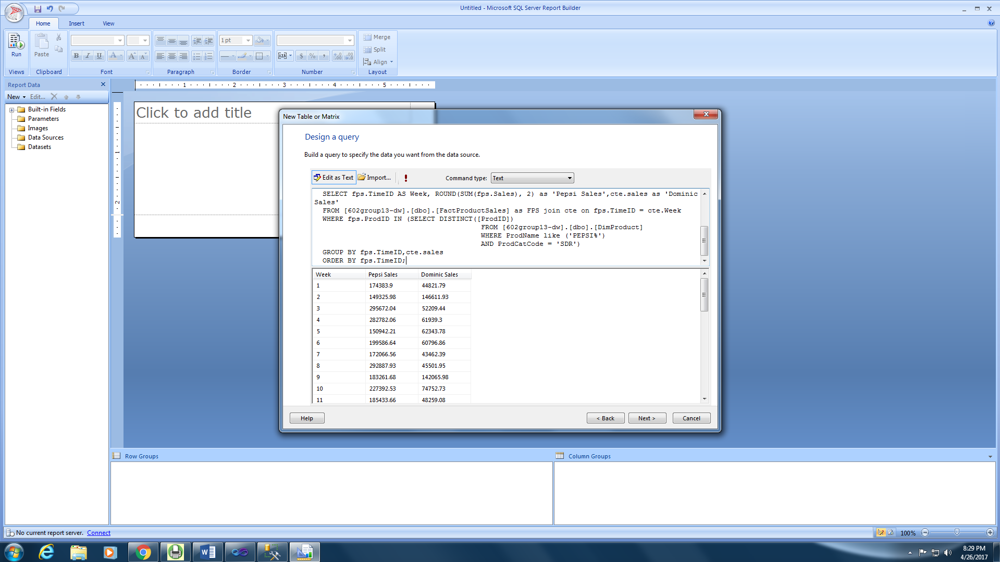 Untitled - Microsoft SQL Server Report Builder
Home Insert View
Run
Paste
1 pt
B I U A A A
$ % ,
Merge
Split
Align
Views Clipboard Font Paragraph Border Number Layout
Report Data
New Edit...
Built-in Fields
Parameters
Images
Data Sources
Datasets
1 2 3 4 5
1
2
Click to add title
New Table or Matrix
Design a query
Build a query to specify the data you want from the data source.
Edit as Text Import... ! Command type: Text
SELECT fps.TimeID AS Week, ROUND(SUM(fps.Sales), 2) as 'Pepsi Sales',cte.sales as 'Dominic
Sales'
FROM [602group13-dw].[dbo].[FactProductSales] as FPS join cte on fps.TimeID = cte.Week
WHERE fps.ProdID IN (SELECT DISTINCT([ProdID])
FROM [602group13-dw].[dbo].[DimProduct]
WHERE ProdName like ('PEPSI%')
AND ProdCatCode = 'SDR')
GROUP BY fps.TimeID,cte.sales
ORDER BY fps.TimeID;
Week Pepsi Sales Dominic Sales
1 174383.9 44821.79
2 149325.98 146611.93
3 295672.04 52209.44
4 282782.06 61939.3
5 150942.21 62343.78
6 199586.64 60796.86
7 172066.56 43462.39
8 292887.93 45501.95
9 183261.68 142065.98
10 227392.53 74752.73
11 185433.66 48259.08
Help < Back Next > Cancel
Row Groups Column Groups
No current report server. Connect
100%
8:29 PM
4/26/2017